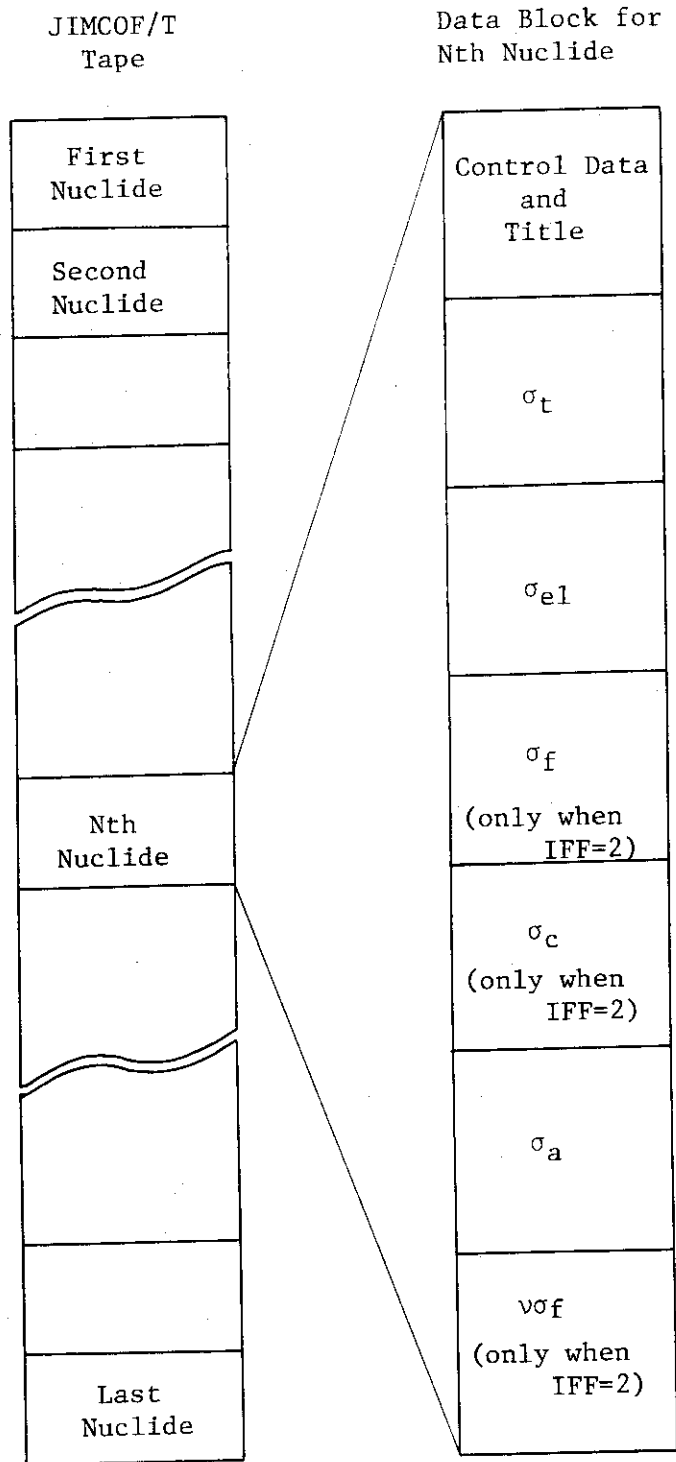 JIMCOF/T
Tape
First
Nuclide
Second
Nuclide
Nth
Nuclide
Last
Nuclide
Data Block for
Nth Nuclide
Control Data
and
Title
σt
σel
σf
(only when
IFF=2)
σc
(only when
IFF=2)
σa
νσf
(only when
IFF=2)